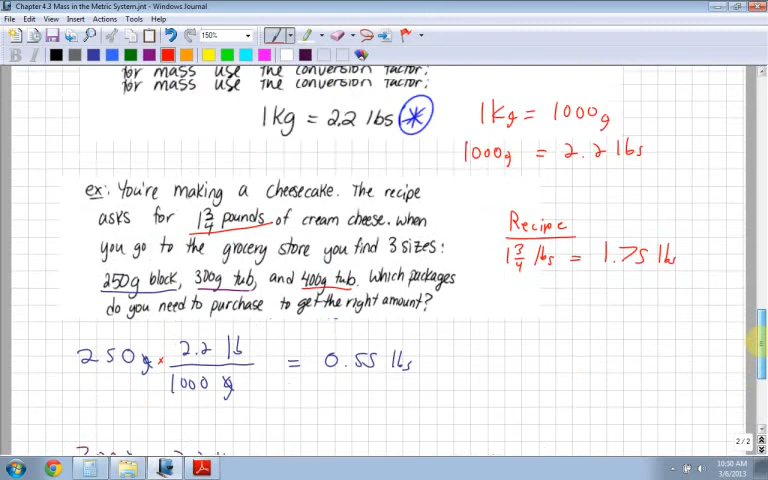 Chapter 4.3 Mass in the Metric System.jnt - Windows Journal
File Edit View Insert Actions Tools Help
150%
B I
for mass use the conversion factor:
for mass use the conversion factor:
1Kg = 2.2 lbs *
1Kg = 1000g
1000g = 2.2 lbs
ex: You're making a cheesecake. The recipe
asks for 1 3/4 pounds of cream cheese. When
you go to the grocery store you find 3 sizes:
250g block, 300g tub, and 400g tub. Which packages
do you need to purchase to get the right amount?
Recipe
1 3/4 lbs = 1.75 lbs
250g × 2.2 lb / 1000 g = 0.55 lbs
2 / 2
10:50 AM
3/6/2013